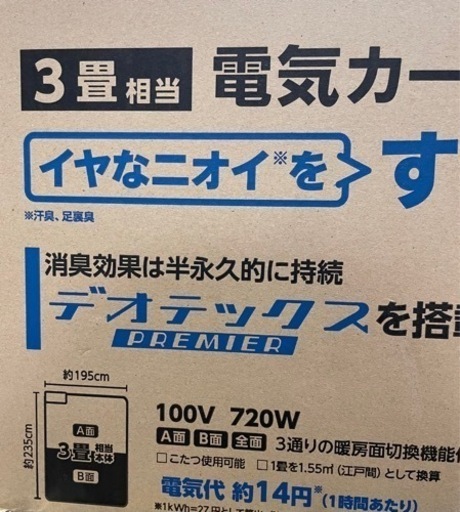 3畳相当 電気カー
イヤなニオイ※を す
※汗臭、足裏臭
消臭効果は半永久的に持続
デオテックスを搭
PREMIER
約195cm
約235cm
A面
3畳相当本体
B面
100V 720W
A面 B面 全面 3通りの暖房面切換機能
□こたつ使用可能 □1畳を1.55㎡(江戸間)として換算
電気代 約14円※(1時間あたり)